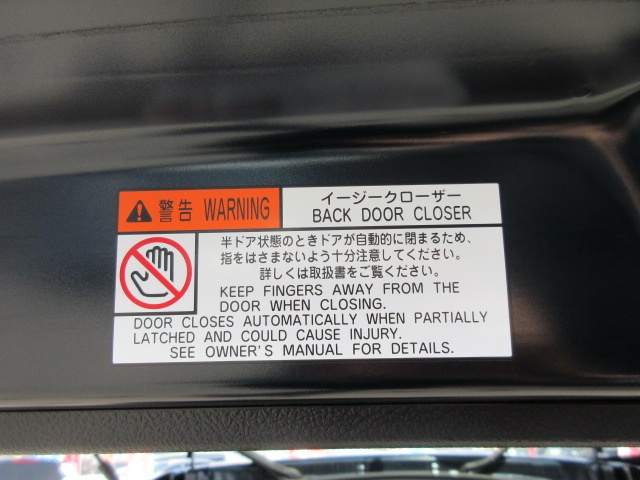 警告 WARNING
イージークローザー
BACK DOOR CLOSER
半ドア状態のときドアが自動的に閉まるため、
指をはさまないよう十分注意してください。
詳しくは取扱書をご覧ください。
KEEP FINGERS AWAY FROM THE
DOOR WHEN CLOSING.
DOOR CLOSES AUTOMATICALLY WHEN PARTIALLY
LATCHED AND COULD CAUSE INJURY.
SEE OWNER'S MANUAL FOR DETAILS.